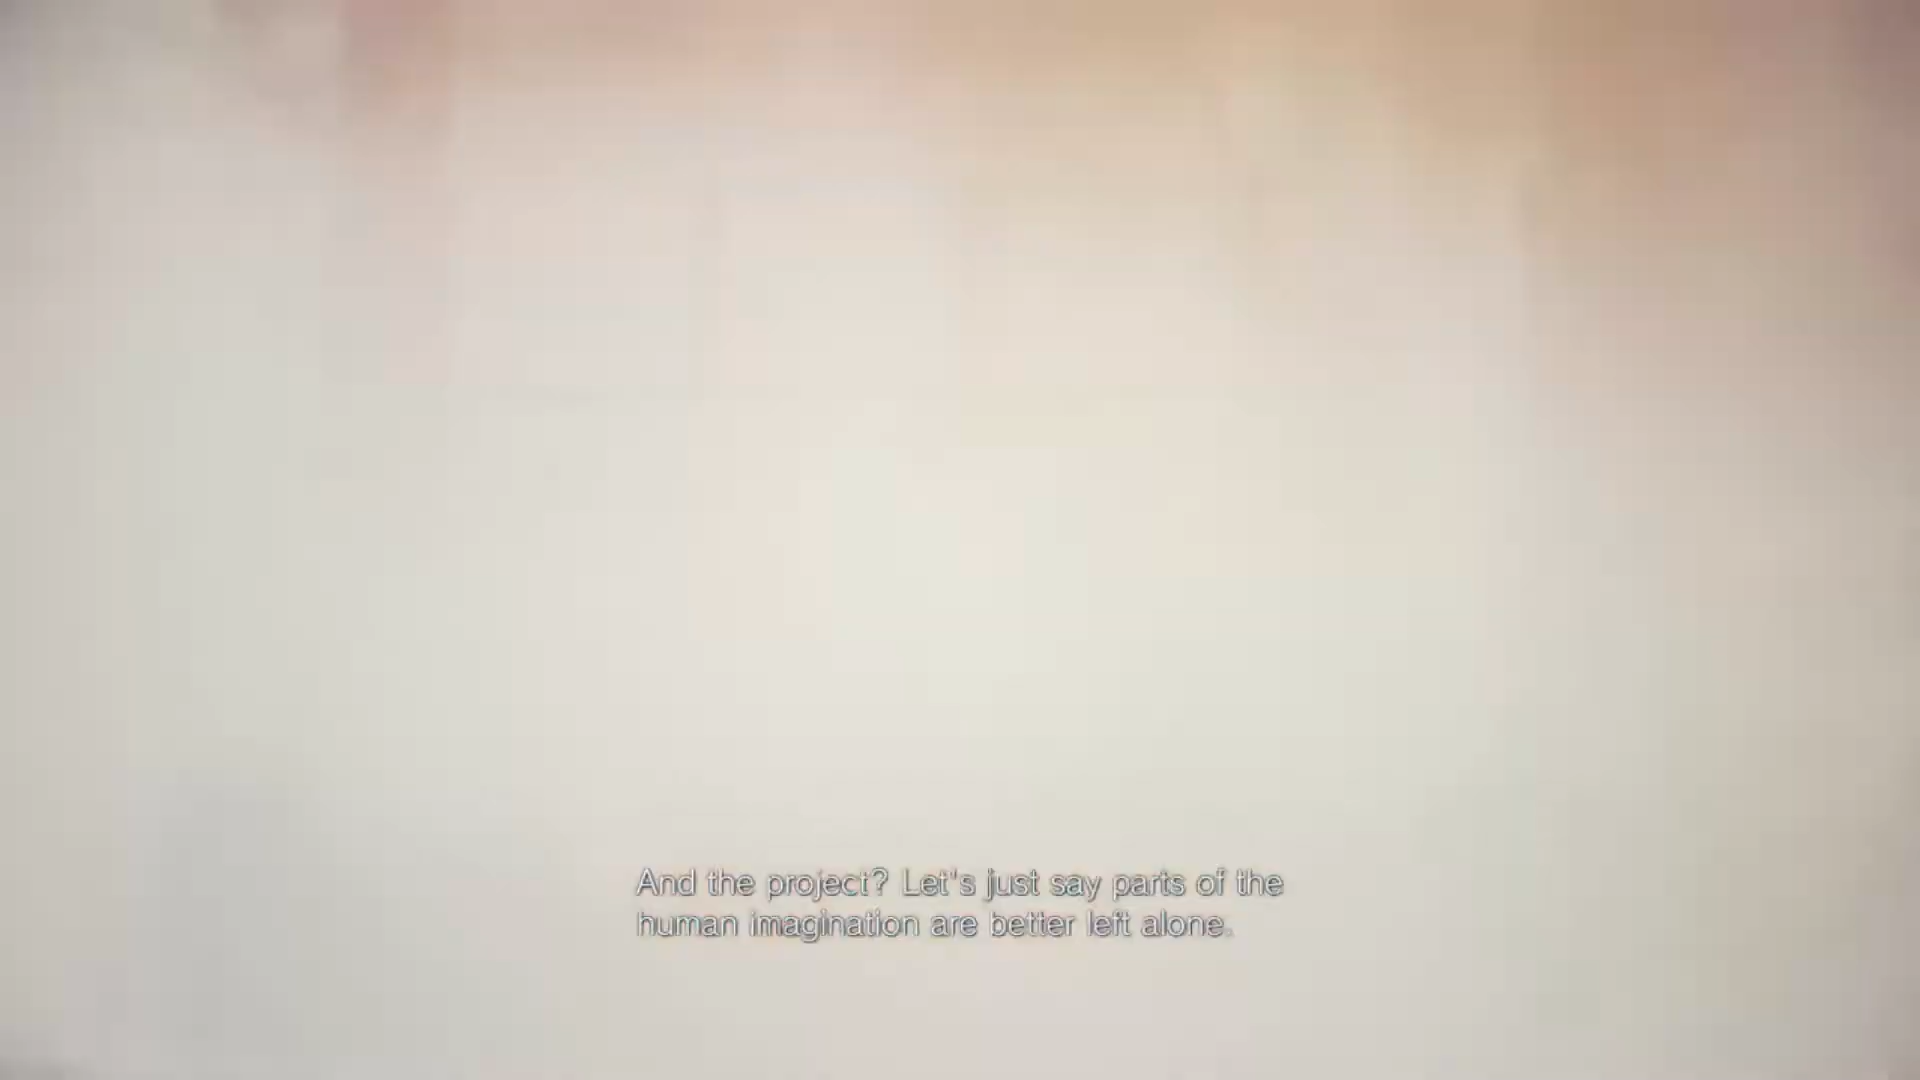 And the project? Let's just say parts of the
human imagination are better left alone.